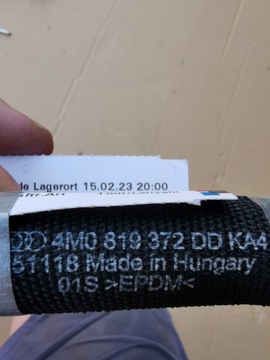 de Lagerort 15.02.23 20:00
4M0 819 372 DD KA4
51118 Made in Hungary
01S >EPDM<